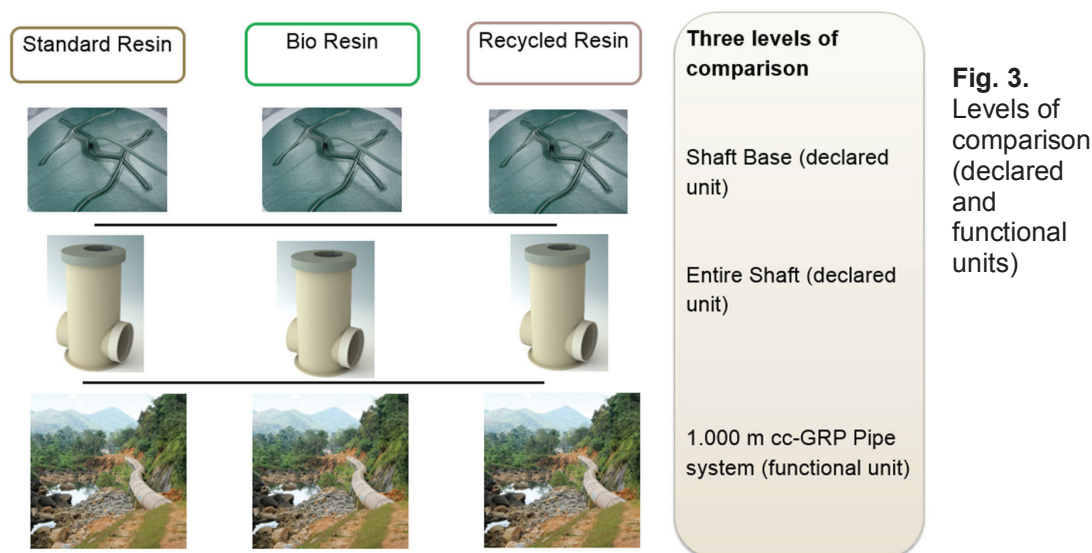 Standard Resin
Bio Resin
Recycled Resin
Three levels of
comparison
Shaft Base (declared
unit)
Entire Shaft (declared
unit)
1.000 m cc-GRP Pipe
system (functional unit)
Fig. 3.
Levels of
comparison
(declared
and
functional
units)